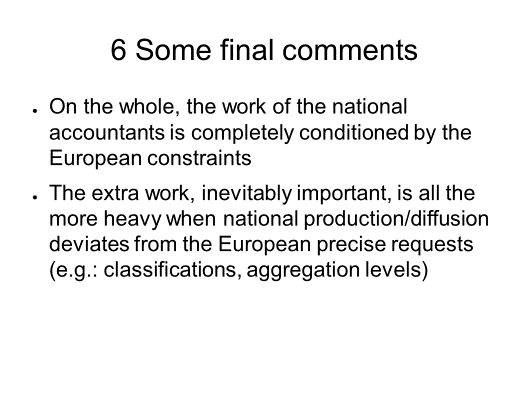 6 Some final comments
● On the whole, the work of the national
accountants is completely conditioned by the
European constraints
● The extra work, inevitably important, is all the
more heavy when national production/diffusion
deviates from the European precise requests
(e.g.: classifications, aggregation levels)